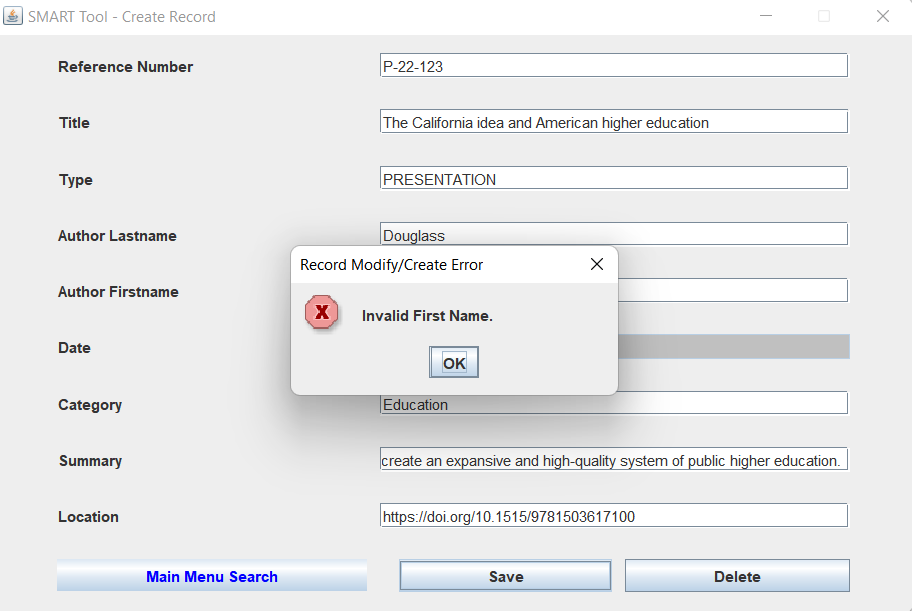 SMART Tool - Create Record
Reference Number P-22-123
Title The California idea and American higher education
Type PRESENTATION
Author Lastname Douglass
Record Modify/Create Error
Author Firstname
Invalid First Name.
Date
OK
Category Education
Summary create an expansive and high-quality system of public higher education.
Location https://doi.org/10.1515/9781503617100
Main Menu Search Save Delete